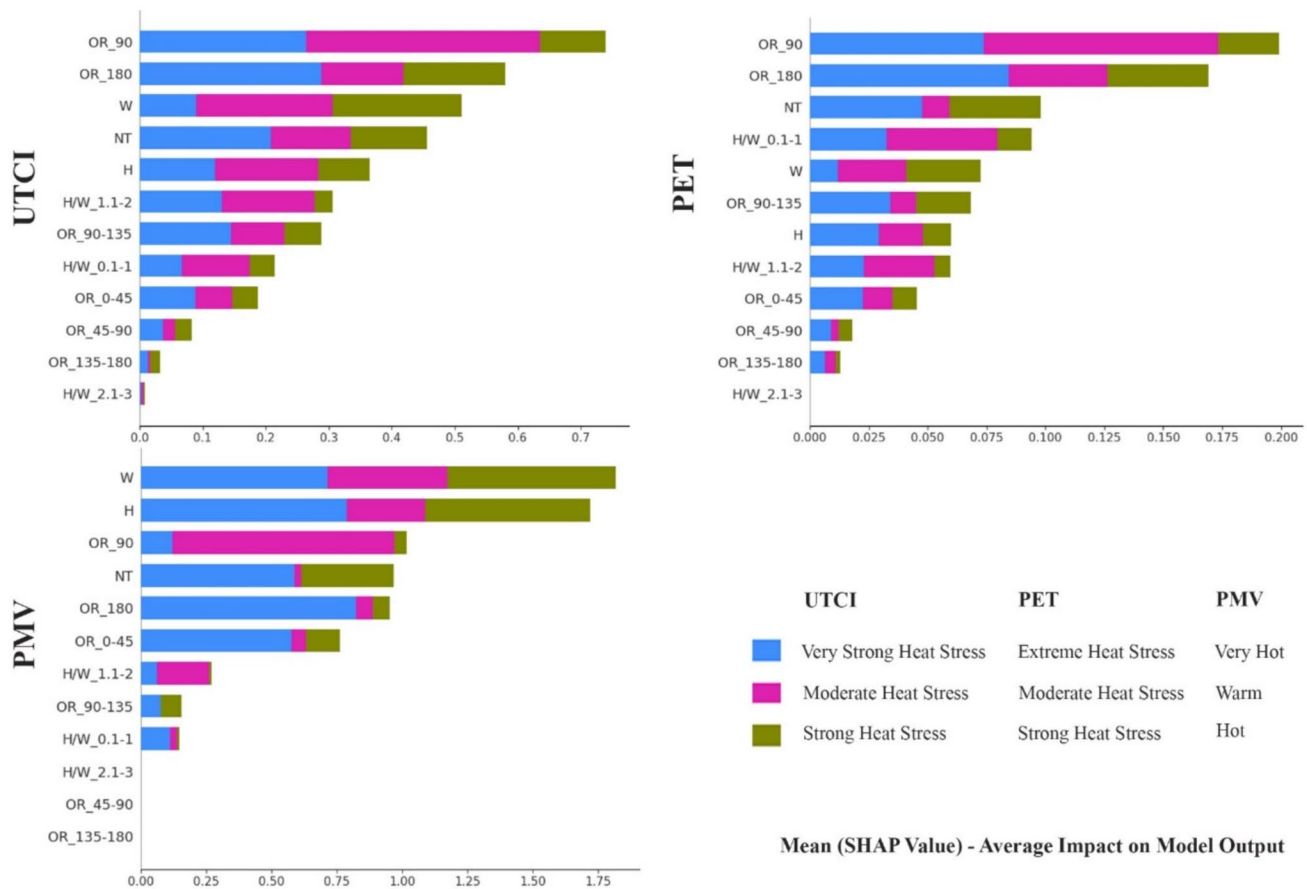 UTCI
OR_90
OR_180
W
NT
H
H/W_1.1-2
OR_90-135
H/W_0.1-1
OR_0-45
OR_45-90
OR_135-180
H/W_2.1-3
0.0 0.1 0.2 0.3 0.4 0.5 0.6 0.7
PET
OR_90
OR_180
NT
H/W_0.1-1
W
OR_90-135
H
H/W_1.1-2
OR_0-45
OR_45-90
OR_135-180
H/W_2.1-3
0.000 0.025 0.050 0.075 0.100 0.125 0.150 0.175 0.200
PMV
W
H
OR_90
NT
OR_180
OR_0-45
H/W_1.1-2
OR_90-135
H/W_0.1-1
H/W_2.1-3
OR_45-90
OR_135-180
0.00 0.25 0.50 0.75 1.00 1.25 1.50 1.75
UTCI PET PMV
Very Strong Heat Stress Extreme Heat Stress Very Hot
Moderate Heat Stress Moderate Heat Stress Warm
Strong Heat Stress Strong Heat Stress Hot
Mean (SHAP Value) - Average Impact on Model Output